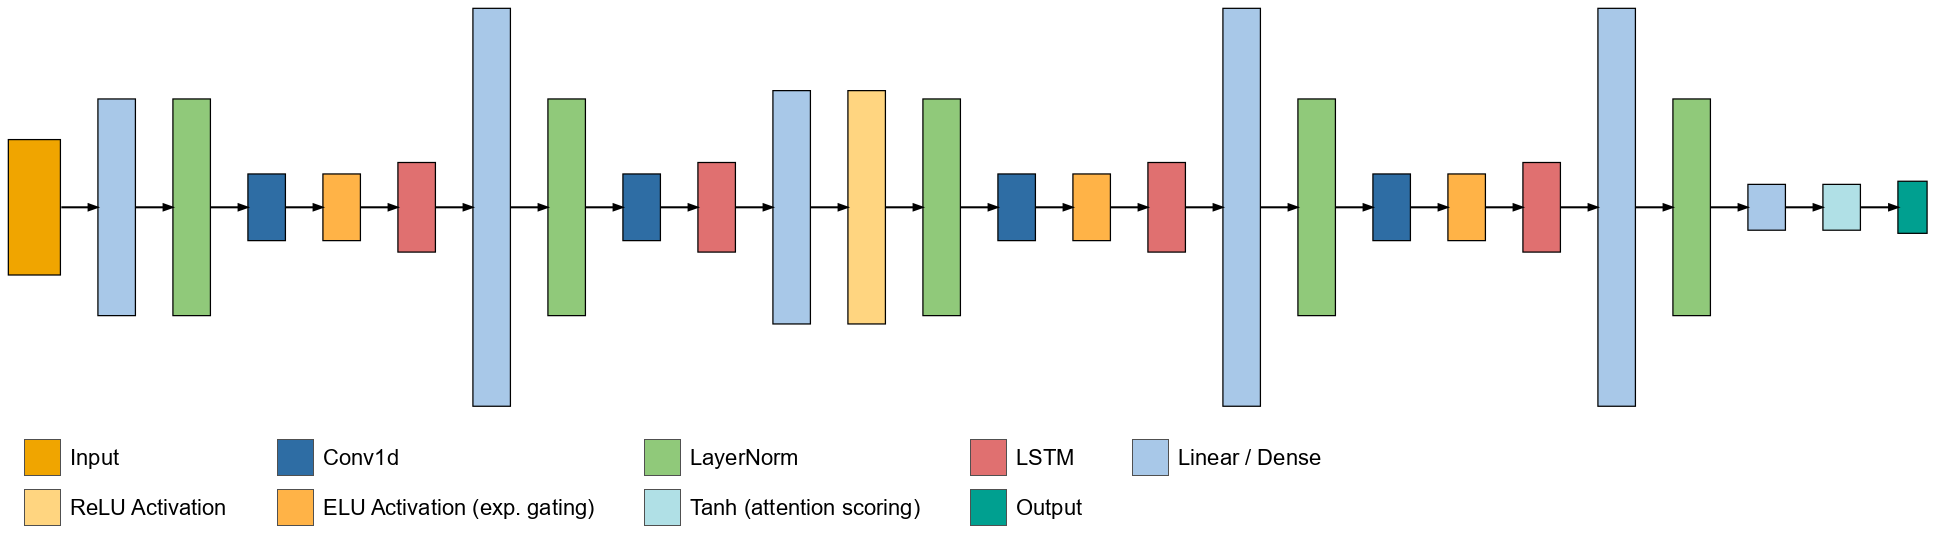 Input
Conv1d
LayerNorm
LSTM
Linear / Dense
ReLU Activation
ELU Activation (exp. gating)
Tanh (attention scoring)
Output